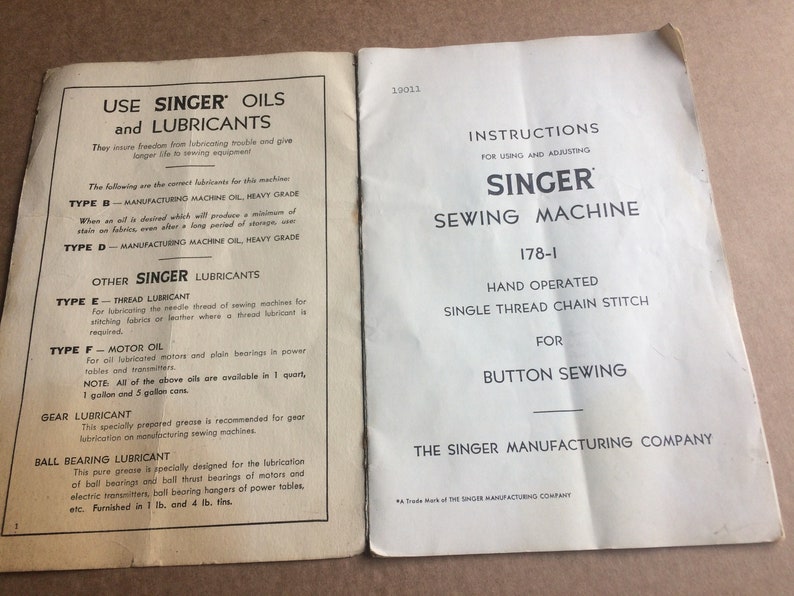 USE SINGER* OILS
and LUBRICANTS
They insure freedom from lubricating trouble and give
longer life to sewing equipment
The following are the correct lubricants for this machine:
TYPE B — MANUFACTURING MACHINE OIL, HEAVY GRADE
When an oil is desired which will produce a minimum of
stain on fabrics, even after a long period of storage, use:
TYPE D — MANUFACTURING MACHINE OIL, HEAVY GRADE
OTHER SINGER LUBRICANTS
TYPE E — THREAD LUBRICANT
For lubricating the needle thread of sewing machines for
stitching fabrics or leather where a thread lubricant is
required.
TYPE F — MOTOR OIL
For oil lubricated motors and plain bearings in power
tables and transmitters.
NOTE: All of the above oils are available in 1 quart,
1 gallon and 5 gallon cans.
GEAR LUBRICANT
This specially prepared grease is recommended for gear
lubrication on manufacturing sewing machines.
BALL BEARING LUBRICANT
This pure grease is specially designed for the lubrication
of ball bearings and ball thrust bearings of motors and
electric transmitters, ball bearing hangers of power tables,
etc. Furnished in 1 lb. and 4 lb. tins.
1
19011
INSTRUCTIONS
FOR USING AND ADJUSTING
SINGER*
SEWING MACHINE
178-1
HAND OPERATED
SINGLE THREAD CHAIN STITCH
FOR
BUTTON SEWING
THE SINGER MANUFACTURING COMPANY
*A Trade Mark of THE SINGER MANUFACTURING COMPANY